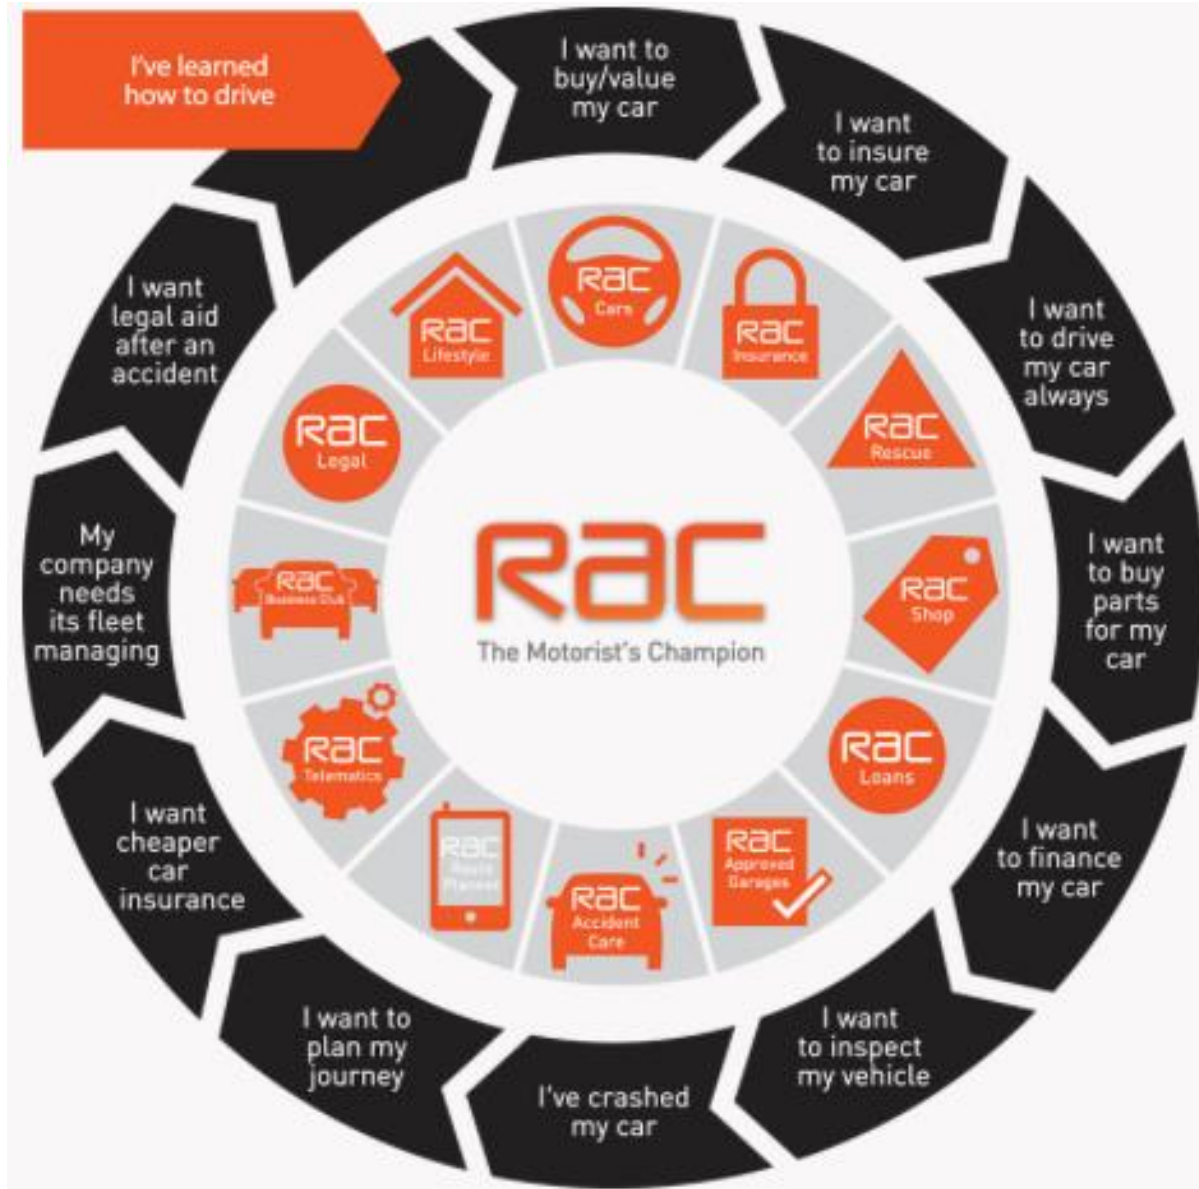 I've learned
how to drive
I want to
buy/value
my car
I want
to insure
my car
I want
to drive
my car
always
I want
to buy
parts
for my
car
I want
to finance
my car
I want
to inspect
my vehicle
I've crashed
my car
I want to
plan my
journey
I want
cheaper
car
insurance
My
company
needs
its fleet
managing
I want
legal aid
after an
accident
RAC
Cars
RAC
Insurance
RAC
Rescue
RAC
Shop
RAC
Loans
RAC
Approved
Garages
RAC
Accident
Care
RAC
Route
Planner
RAC
Telematics
RAC
Business Club
RAC
Legal
RAC
Lifestyle
RAC
The Motorist's Champion